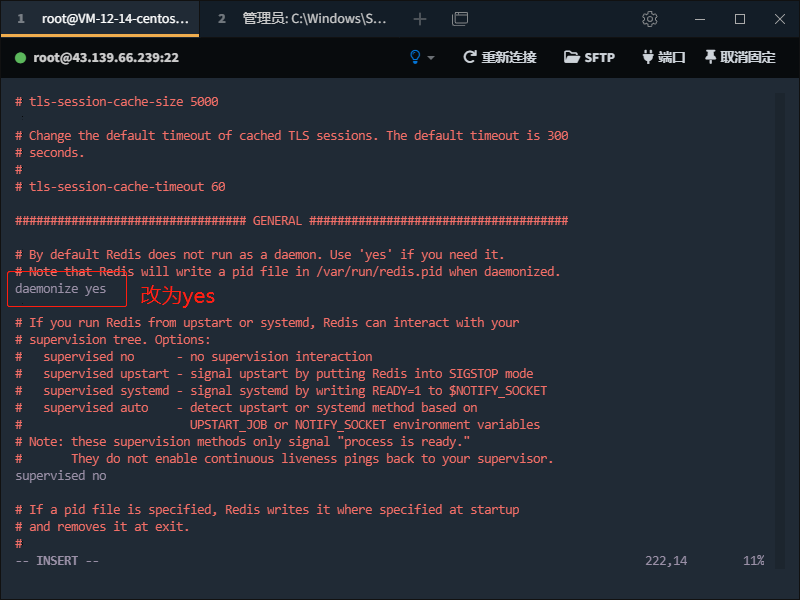 1 root@VM-12-14-centos... 2 管理员: C:\Windows\S...
root@43.139.66.239:22 重新连接 SFTP 端口 取消固定
# tls-session-cache-size 5000
# Change the default timeout of cached TLS sessions. The default timeout is 300
# seconds.
#
# tls-session-cache-timeout 60
################################# GENERAL #####################################
# By default Redis does not run as a daemon. Use 'yes' if you need it.
# Note that Redis will write a pid file in /var/run/redis.pid when daemonized.
daemonize yes 改为yes
# If you run Redis from upstart or systemd, Redis can interact with your
# supervision tree. Options:
#   supervised no      - no supervision interaction
#   supervised upstart - signal upstart by putting Redis into SIGSTOP mode
#   supervised systemd - signal systemd by writing READY=1 to $NOTIFY_SOCKET
#   supervised auto    - detect upstart or systemd method based on
#                        UPSTART_JOB or NOTIFY_SOCKET environment variables
# Note: these supervision methods only signal "process is ready."
#       They do not enable continuous liveness pings back to your supervisor.
supervised no
# If a pid file is specified, Redis writes it where specified at startup
# and removes it at exit.
#
-- INSERT -- 222,14 11%